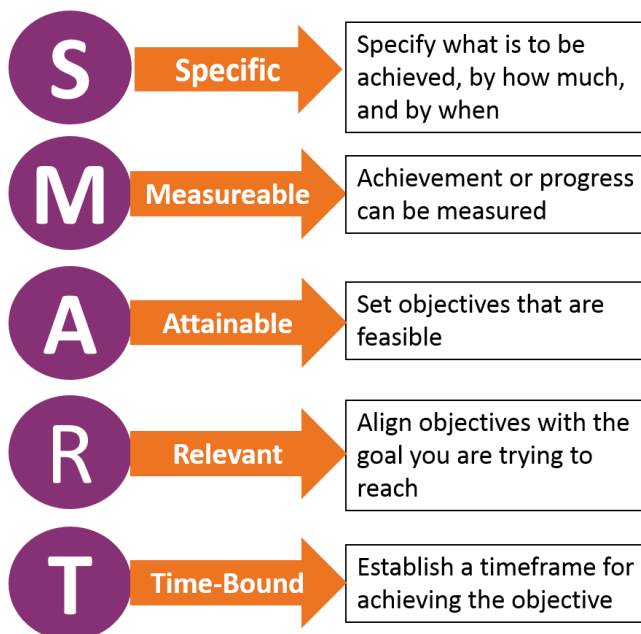 S
Specific
Specify what is to be
achieved, by how much,
and by when
M
Measureable
Achievement or progress
can be measured
A
Attainable
Set objectives that are
feasible
R
Relevant
Align objectives with the
goal you are trying to
reach
T
Time-Bound
Establish a timeframe for
achieving the objective